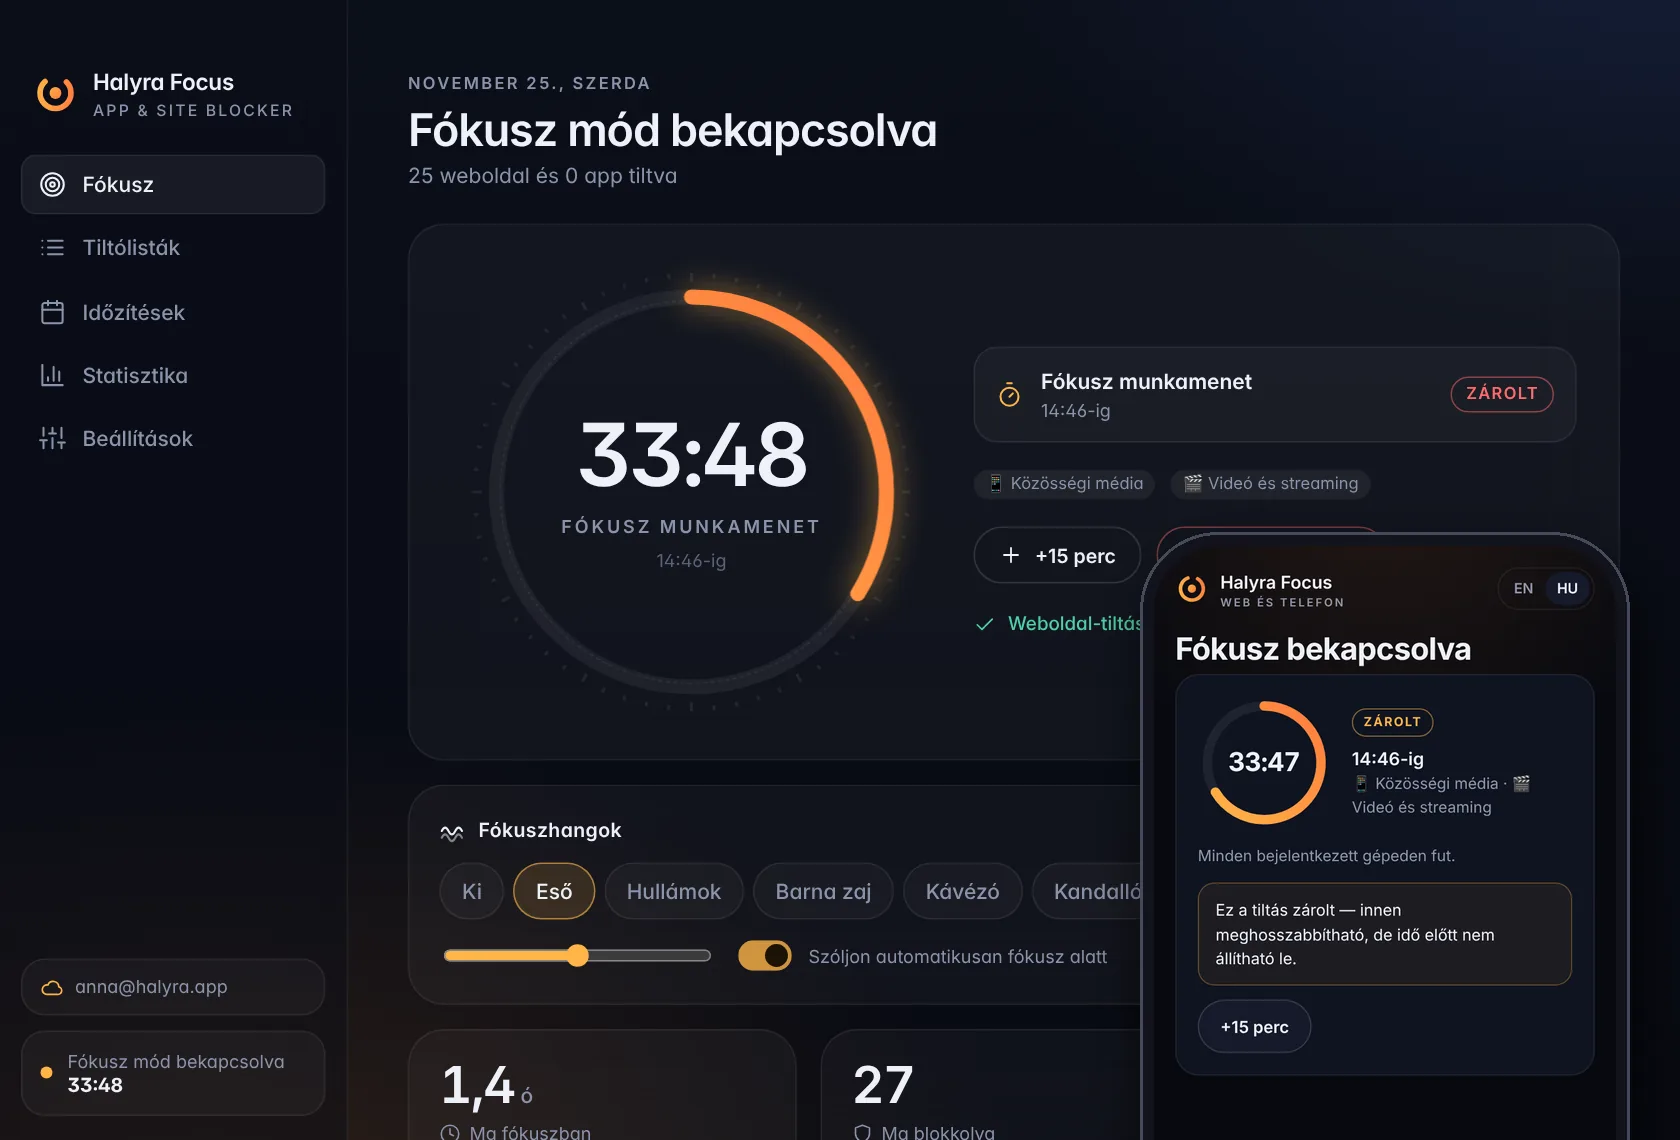 Halyra Focus
APP & SITE BLOCKER
Fókusz
Tiltólisták
Időzítések
Statisztika
Beállítások
anna@halyra.app
Fókusz mód bekapcsolva
33:48
NOVEMBER 25., SZERDA
Fókusz mód bekapcsolva
25 weboldal és 0 app tiltva
33:48
FÓKUSZ MUNKAMENET
14:46-ig
Fókusz munkamenet
14:46-ig
ZÁROLT
Közösségi média
Videó és streaming
+15 perc
Weboldal-tiltás
Fókuszhangok
Ki
Eső
Hullámok
Barna zaj
Kávézó
Kandalló
Szóljon automatikusan fókusz alatt
1,4 ó
Ma fókuszban
27
Ma blokkolva
Halyra Focus
WEB ÉS TELEFON
EN
HU
Fókusz bekapcsolva
33:47
ZÁROLT
14:46-ig
Közösségi média ·
Videó és streaming
Minden bejelentkezett gépeden fut.
Ez a tiltás zárolt — innen
meghosszabbítható, de idő előtt nem
állítható le.
+15 perc